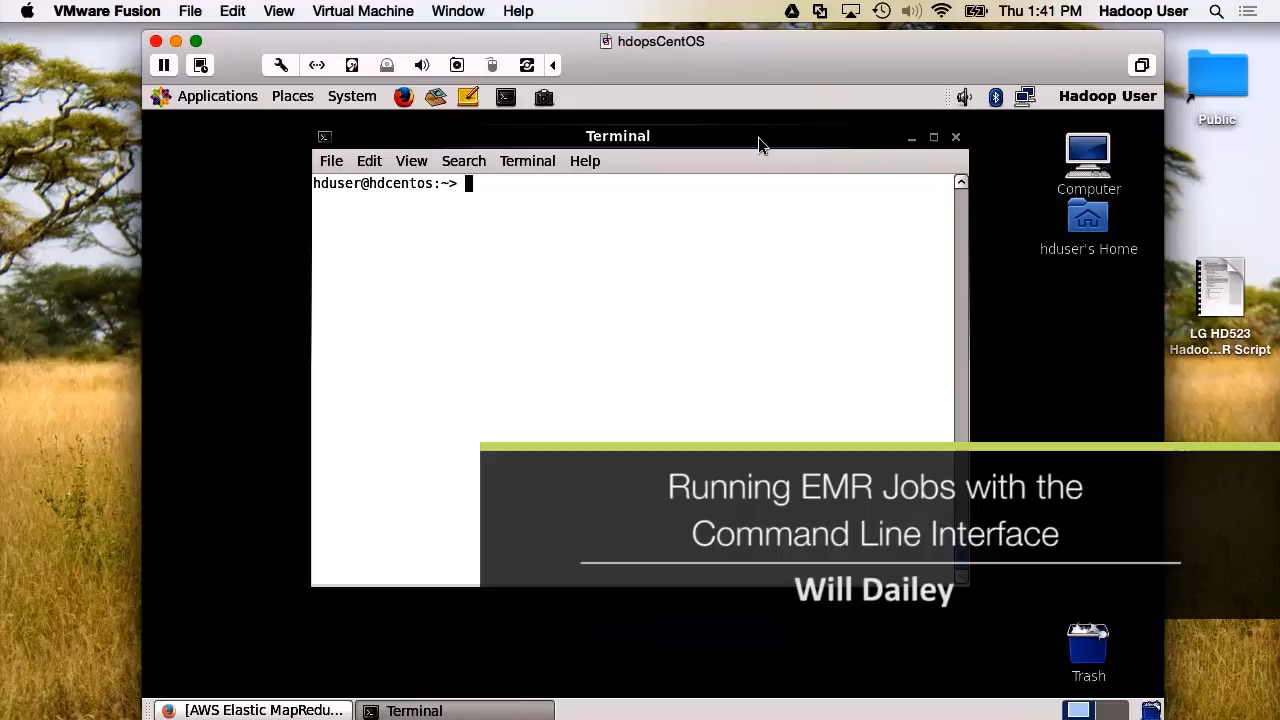 VMware Fusion File Edit View Virtual Machine Window Help Thu 1:41 PM Hadoop User
hdopsCentOS
Applications Places System Hadoop User
Public
Terminal
File Edit View Search Terminal Help
hduser@hdcentos:~>
Computer
hduser's Home
LG HD523
Hadoo...R Script
Running EMR Jobs with the
Command Line Interface
Will Dailey
Trash
[AWS Elastic MapRedu... Terminal